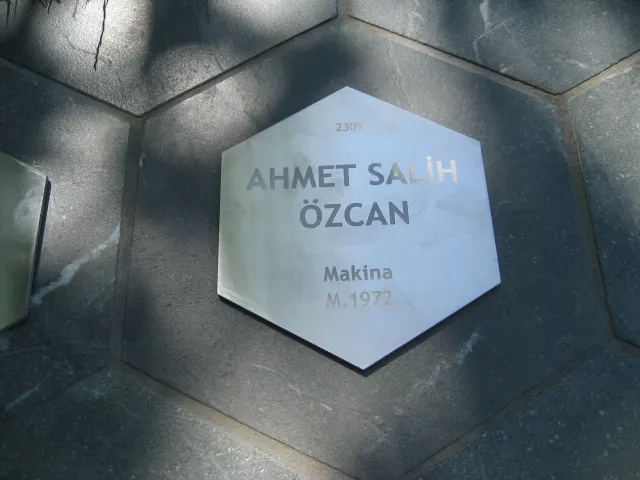 2309
AHMET SALİH
ÖZCAN
Makina
M.1972